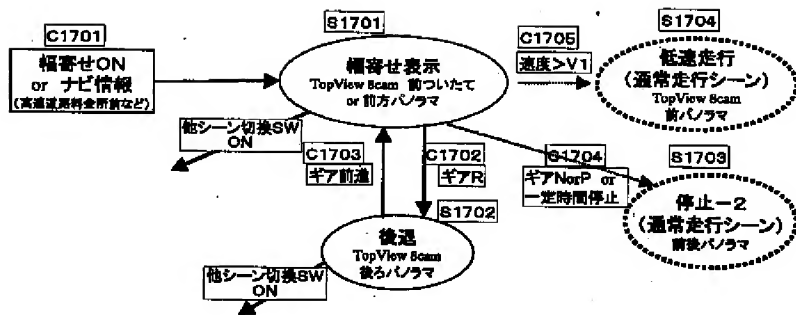 C1701
幅寄せON
or ナビ情報
(高速道路料金所前など)
S1701
幅寄せ表示
TopView 8cam 前ついたて
or 前方パノラマ
C1705
速度>V1
S1704
低速走行
(通常走行シーン)
TopView 8cam
前パノラマ
他シーン切換SW
ON
C1703
ギア前進
C1702
ギアR
S1704
ギアNorP or
一定時間停止
S1703
停止-2
(通常走行シーン)
前後パノラマ
S1702
後退
TopView 8cam
後ろパノラマ
他シーン切換SW
ON